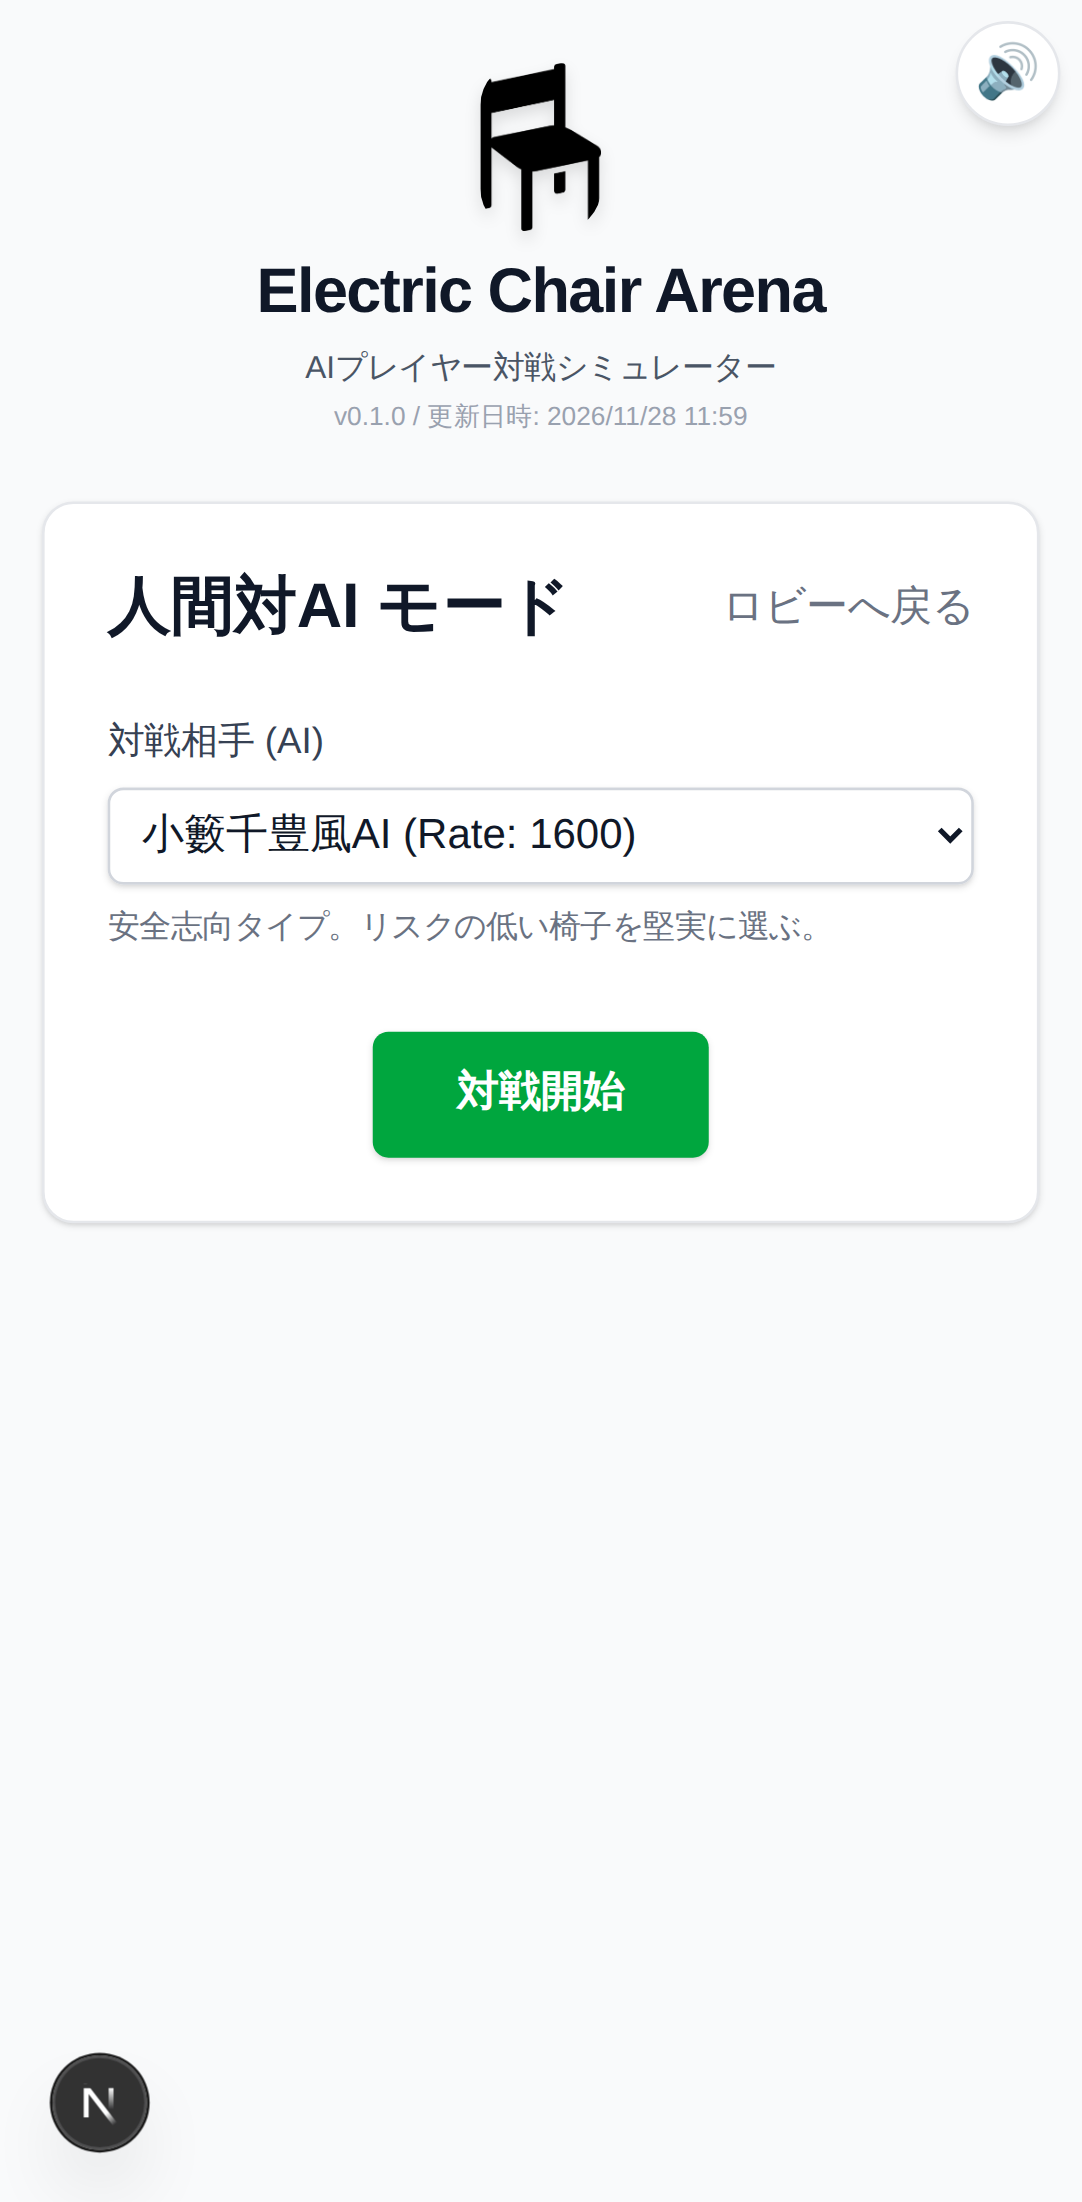 Electric Chair Arena
AIプレイヤー対戦シミュレーター
v0.1.0 / 更新日時: 2026/11/28 11:59
人間対AI モード
ロビーへ戻る
対戦相手 (AI)
小籔千豊風AI (Rate: 1600)
安全志向タイプ。リスクの低い椅子を堅実に選ぶ。
対戦開始
N